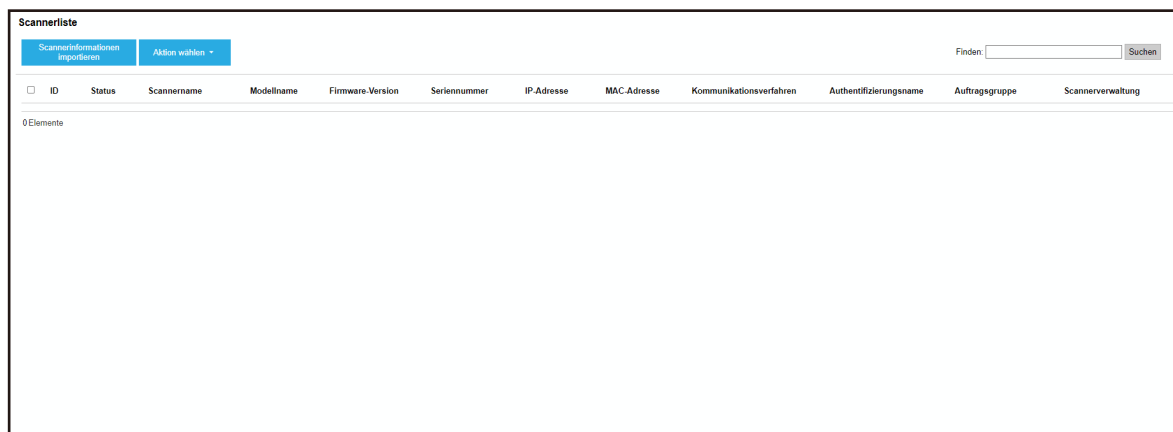 Scannerliste
Scannerinformationen
importieren
Aktion wählen
Finden:
Suchen
ID Status Scannername Modellname Firmware-Version Seriennummer IP-Adresse MAC-Adresse Kommunikationsverfahren Authentifizierungsname Auftragsgruppe Scannerverwaltung
0 Elemente